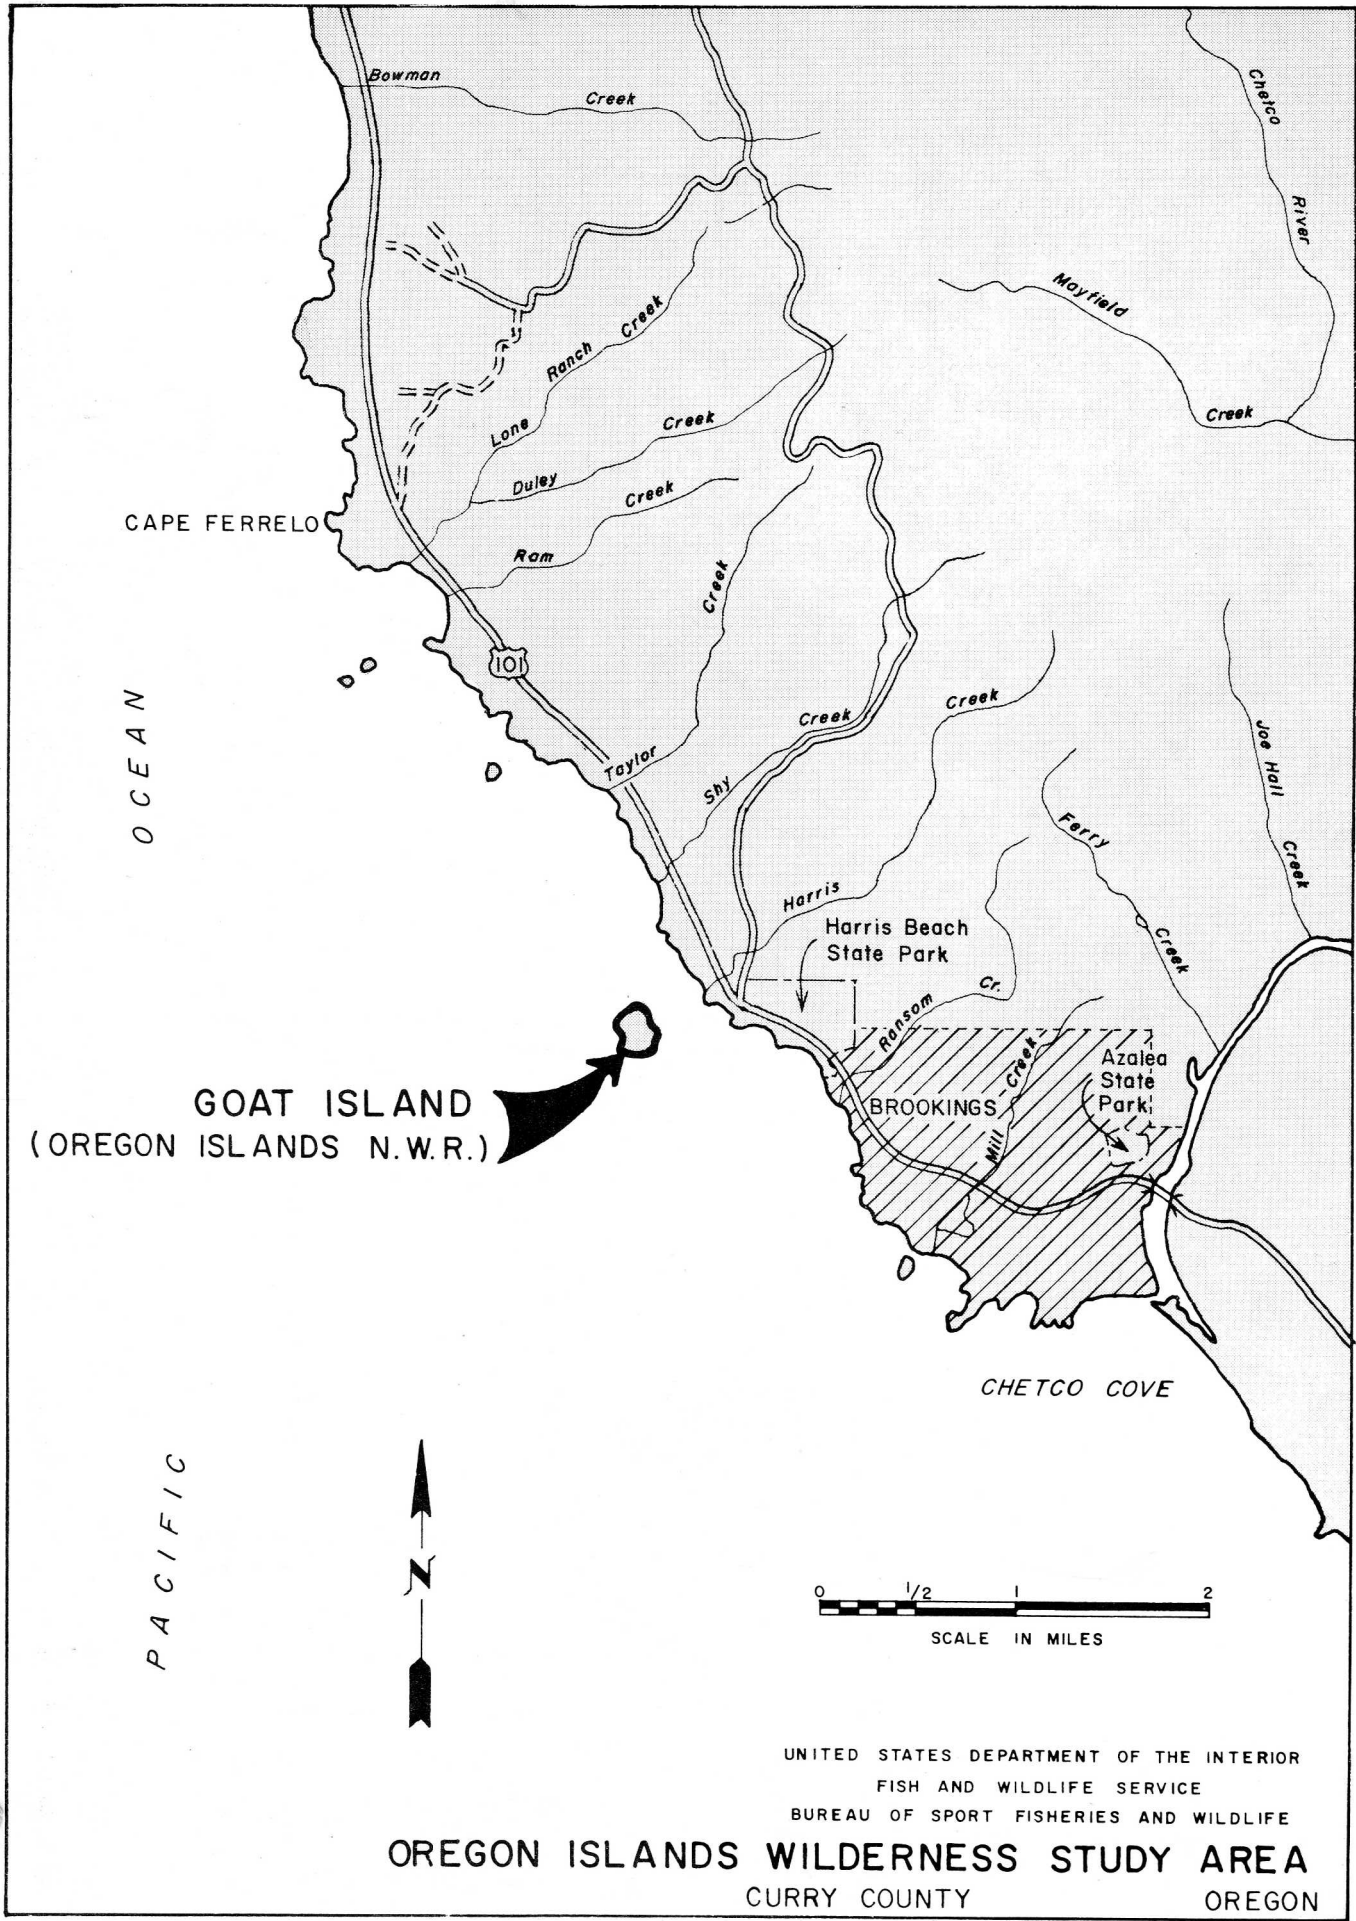 Bowman
Creek
Chetco
River
Mayfield
Creek
Lone
Ranch
Creek
Duley
Creek
Ram
Creek
CAPE FERRELO
101
Taylor
Creek
Shy
Creek
Harris
Creek
Joe Hall
Creek
Ferry
Creek
Harris Beach
State Park
Ransom
Cr.
Mill
Creek
Azalea
State
Park
BROOKINGS
GOAT ISLAND
(OREGON ISLANDS N.W.R.)
CHETCO COVE
PACIFIC
OCEAN
N
0 1/2 1 2
SCALE IN MILES
UNITED STATES DEPARTMENT OF THE INTERIOR
FISH AND WILDLIFE SERVICE
BUREAU OF SPORT FISHERIES AND WILDLIFE
OREGON ISLANDS WILDERNESS STUDY AREA
CURRY COUNTY OREGON